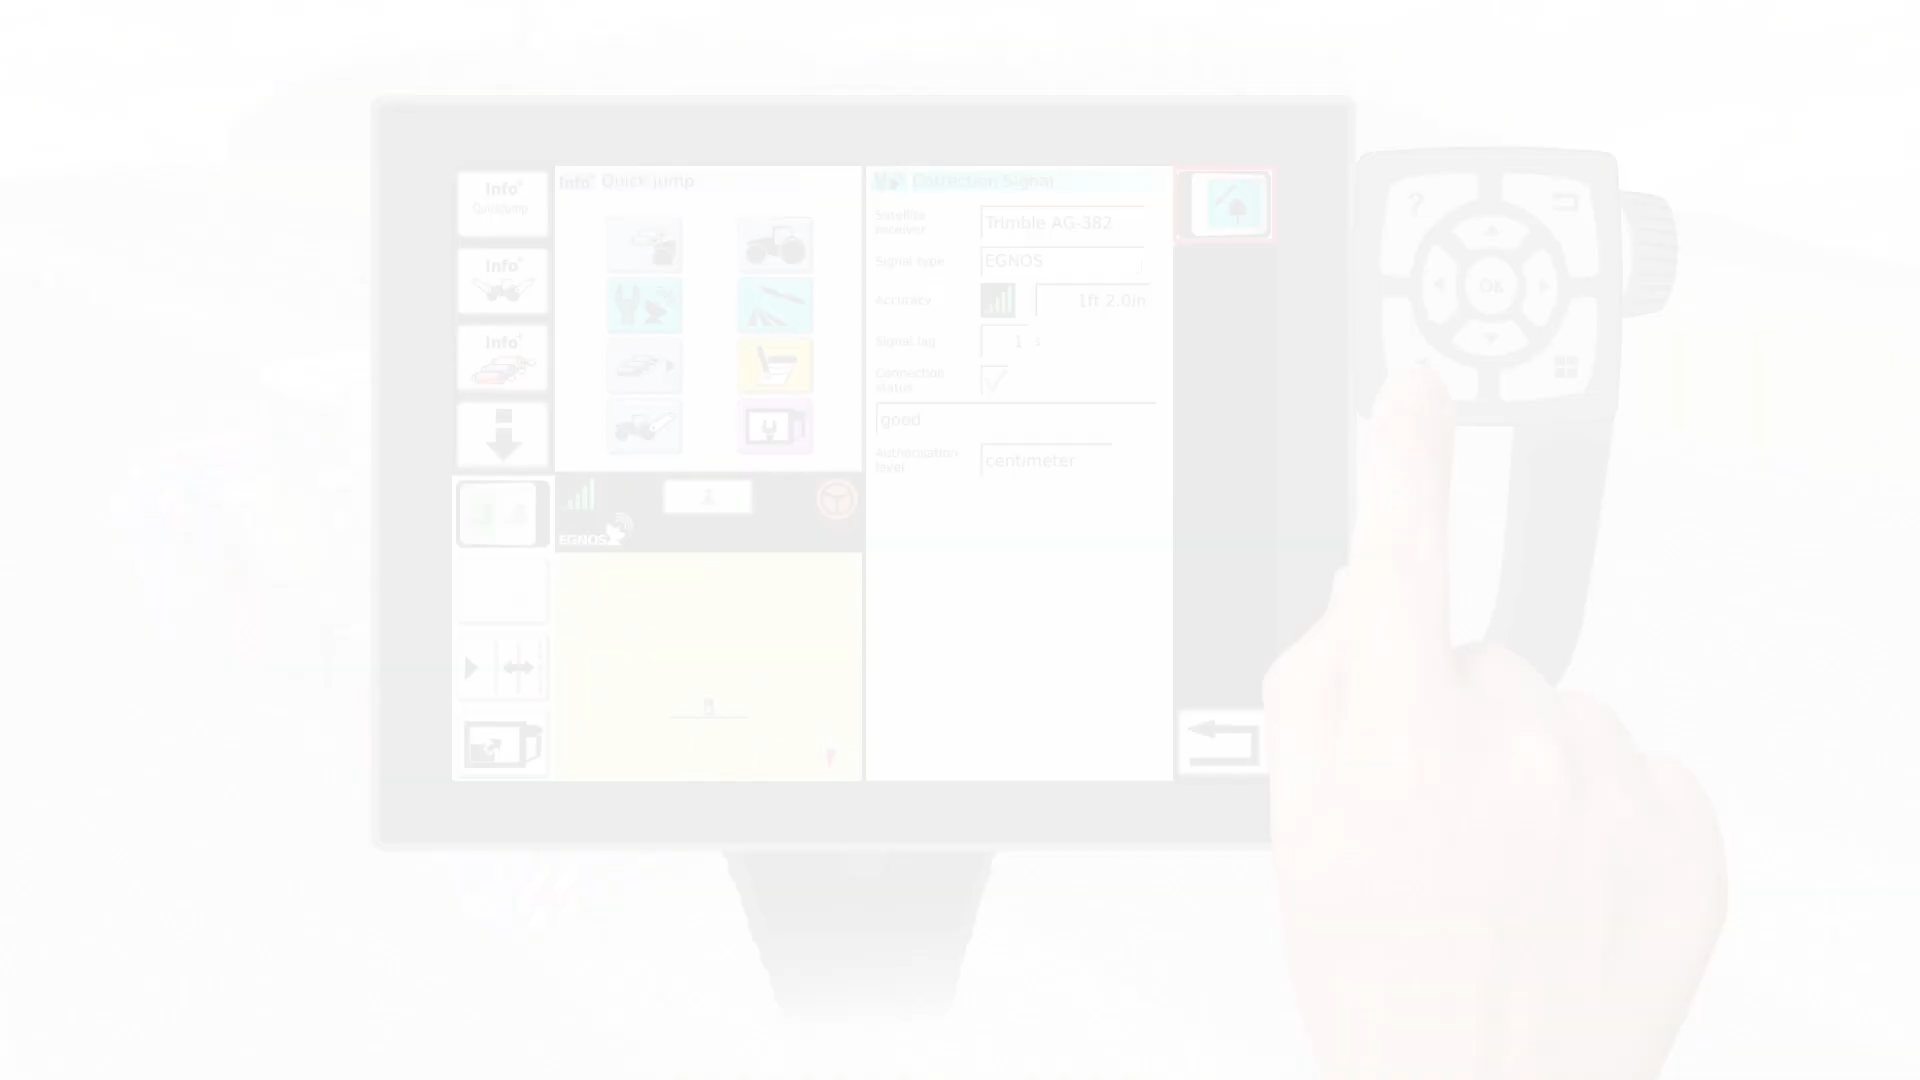 Info
Quickjump
Info
Info
Info Quick jump
EGNOS
Correction Signal
Satellite
receiver
Trimble AG-382
Signal type
EGNOS
Accuracy
1ft 2.0in
Signal lag
1 s
Connection
status
good
Authorisation
level
centimeter
?
OK